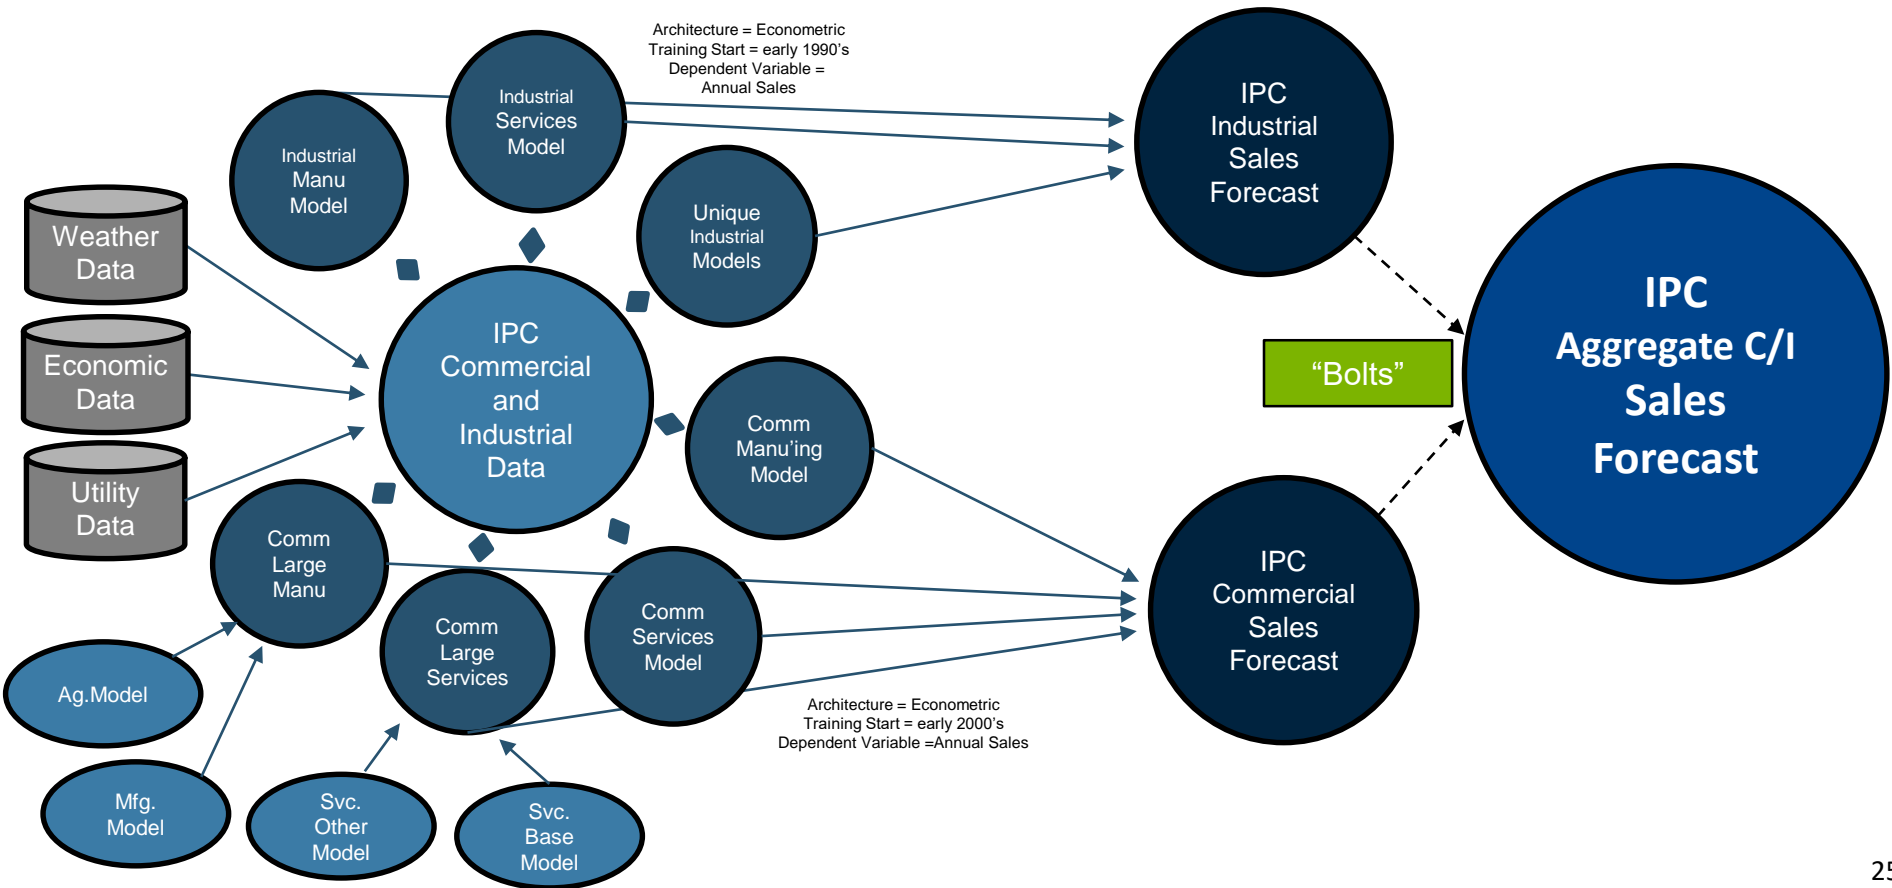 Architecture = Econometric
Training Start = early 1990's
Dependent Variable =
Annual Sales
Industrial
Manu
Model
Industrial
Services
Model
Unique
Industrial
Models
IPC
Industrial
Sales
Forecast
Weather
Data
Economic
Data
Utility
Data
IPC
Commercial
and
Industrial
Data
Comm
Manu'ing
Model
"Bolts"
IPC
Aggregate C/I
Sales
Forecast
Comm
Large
Manu
Comm
Large
Services
Comm
Services
Model
IPC
Commercial
Sales
Forecast
Ag.Model
Mfg.
Model
Svc.
Other
Model
Svc.
Base
Model
Architecture = Econometric
Training Start = early 2000's
Dependent Variable =Annual Sales
25